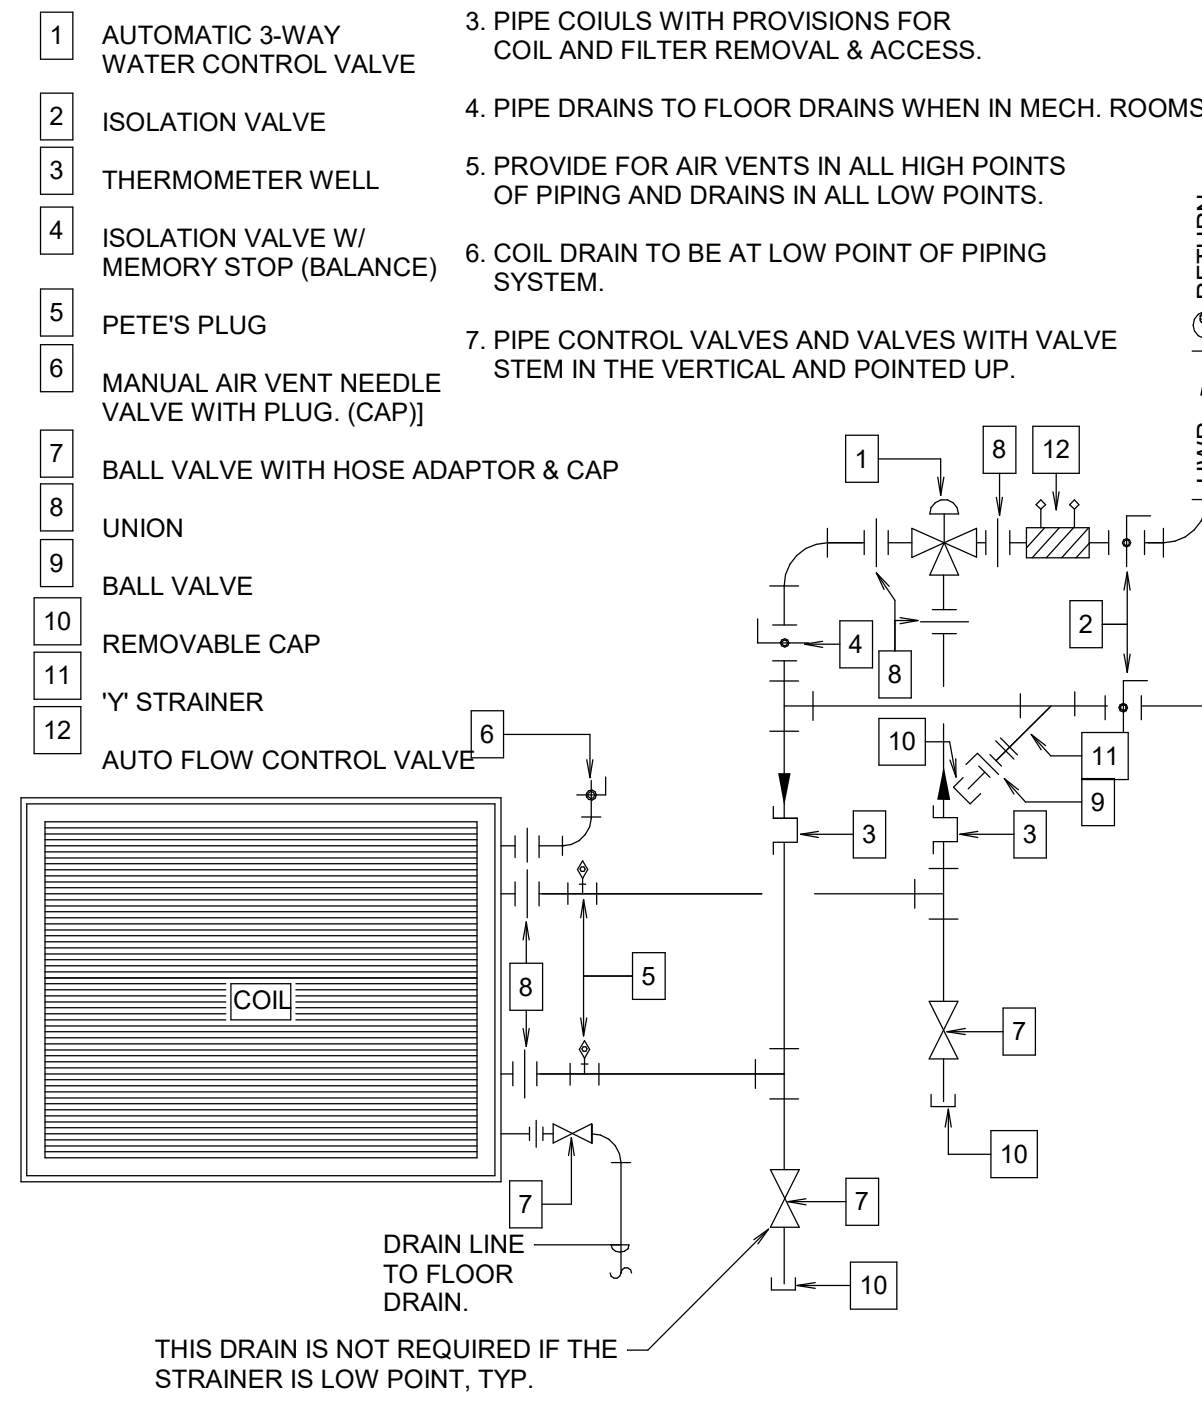 1
AUTOMATIC 3-WAY
WATER CONTROL VALVE
2
ISOLATION VALVE
3
THERMOMETER WELL
4
ISOLATION VALVE W/
MEMORY STOP (BALANCE)
5
PETE'S PLUG
6
MANUAL AIR VENT NEEDLE
VALVE WITH PLUG. (CAP)]
7
BALL VALVE WITH HOSE ADAPTOR & CAP
8
UNION
9
BALL VALVE
10
REMOVABLE CAP
11
'Y' STRAINER
12
AUTO FLOW CONTROL VALVE
3. PIPE COIULS WITH PROVISIONS FOR
COIL AND FILTER REMOVAL & ACCESS.
4. PIPE DRAINS TO FLOOR DRAINS WHEN IN MECH. ROOMS
5. PROVIDE FOR AIR VENTS IN ALL HIGH POINTS
OF PIPING AND DRAINS IN ALL LOW POINTS.
6. COIL DRAIN TO BE AT LOW POINT OF PIPING
SYSTEM.
7. PIPE CONTROL VALVES AND VALVES WITH VALVE
STEM IN THE VERTICAL AND POINTED UP.
1
8
12
4
8
2
6
10
11
9
3
3
8
5
COIL
7
10
7
7
10
DRAIN LINE
TO FLOOR
DRAIN.
THIS DRAIN IS NOT REQUIRED IF THE
STRAINER IS LOW POINT, TYP.